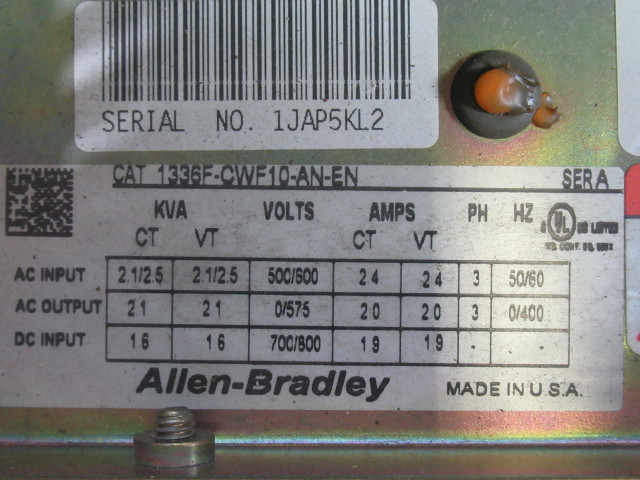 SERIAL NO. 1JAP5KL2
CAT 1336F-CWF10-AN-EN SER A
KVA VOLTS AMPS PH HZ
CT VT CT VT
UL LISTED
AC INPUT 2.1/2.5 2.1/2.5 500/600 2.4 2.4 3 50/60
AC OUTPUT 2.1 2.1 0/575 2.0 2.0 3 0/400
DC INPUT 1.6 1.6 700/800 1.9 1.9 - -
Allen-Bradley MADE IN U.S.A.